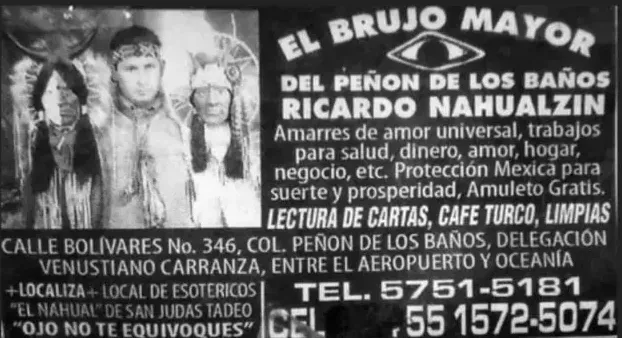 EL BRUJO MAYOR
DEL PEÑON DE LOS BAÑOS
RICARDO NAHUALZIN
Amarres de amor universal, trabajos
para salud, dinero, amor, hogar,
negocio, etc. Protección Mexica para
suerte y prosperidad, Amuleto Gratis.
LECTURA DE CARTAS, CAFE TURCO, LIMPIAS
CALLE BOLÍVARES No. 346, COL. PEÑON DE LOS BAÑOS, DELEGACIÓN
VENUSTIANO CARRANZA, ENTRE EL AEROPUERTO Y OCEANÍA
+LOCALIZA+ LOCAL DE ESOTÉRICOS
"EL NAHUAL" DE SAN JUDAS TADEO
"OJO NO TE EQUIVOQUES"
TEL. 5751-5181
CEL 55 1572-5074